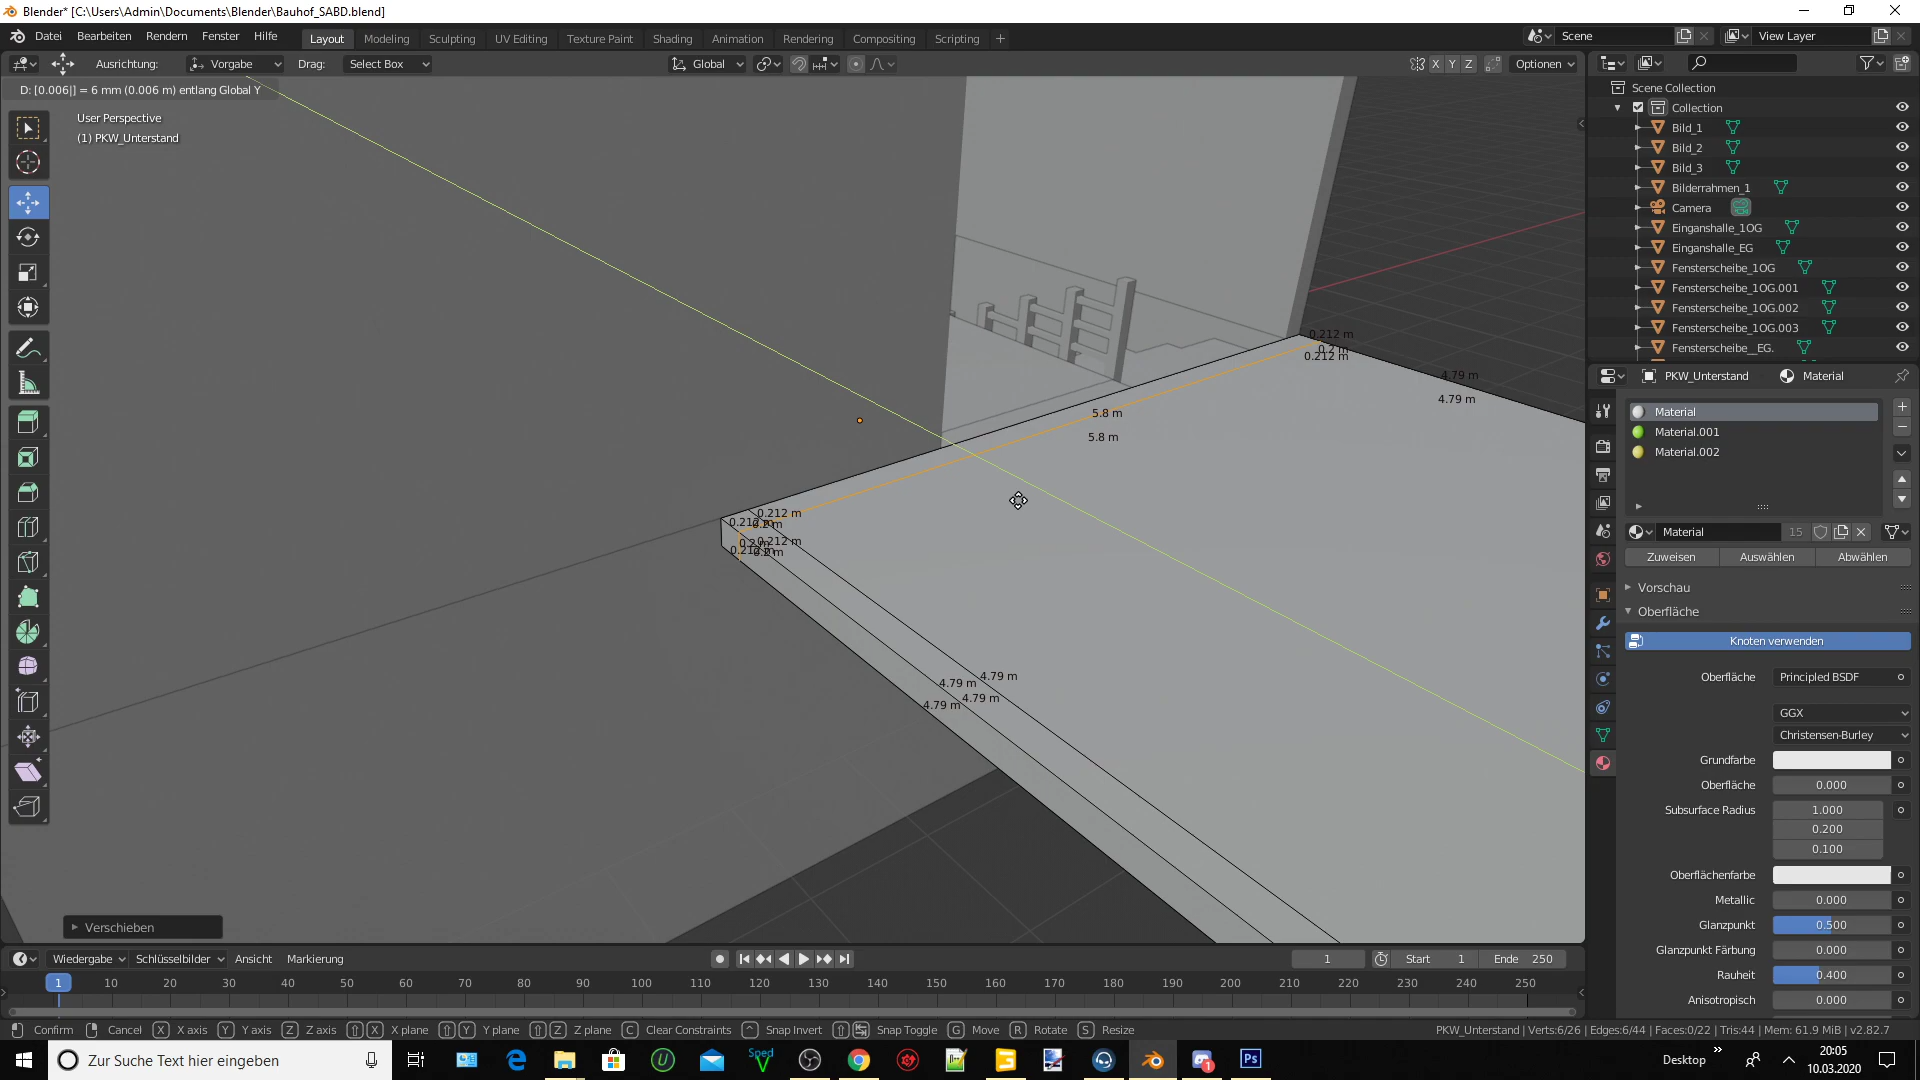 Blender* [C:\Users\Admin\Documents\Blender\Bauhof_SABD.blend]
Datei Bearbeiten Rendern Fenster Hilfe Layout Modeling Sculpting UV Editing Texture Paint Shading Animation Rendering Compositing Scripting + Scene View Layer
Ausrichtung: Vorgabe Drag: Select Box Global X Y Z Optionen
D: [0.006|] = 6 mm (0.006 m) entlang Global Y
User Perspective
(1) PKW_Unterstand
0.212 m
0.2 m
0.212 m
4.79 m
4.79 m
5.8 m
5.8 m
0.212 m
4.79 m
4.79 m
4.79 m
4.79 m
Verschieben
Scene Collection
Collection
Bild_1
Bild_2
Bild_3
Bilderrahmen_1
Camera
Einganshalle_1OG
Einganshalle_EG
Fensterscheibe_1OG
Fensterscheibe_1OG.001
Fensterscheibe_1OG.002
Fensterscheibe_1OG.003
Fensterscheibe__EG.
PKW_Unterstand Material
Material
Material.001
Material.002
Material 15
Zuweisen Auswählen Abwählen
Vorschau
Oberfläche
Knoten verwenden
Oberfläche Principled BSDF
GGX
Christensen-Burley
Grundfarbe
Oberfläche 0.000
Subsurface Radius 1.000
0.200
0.100
Oberflächenfarbe
Metallic 0.000
Glanzpunkt 0.500
Glanzpunkt Färbung 0.000
Rauheit 0.400
Anisotropisch 0.000
Wiedergabe Schlüsselbilder Ansicht Markierung 1 Start 1 Ende 250
1 10 20 30 40 50 60 70 80 90 100 110 120 130 140 150 160 170 180 190 200 210 220 230 240 250
Confirm Cancel X X axis Y Y axis Z Z axis X X plane Y Y plane Z Z plane C Clear Constraints Snap Invert Snap Toggle G Move R Rotate S Resize PKW_Unterstand | Verts:6/26 | Edges:6/44 | Faces:0/22 | Tris:44 | Mem: 61.9 MiB | v2.82.7
Zur Suche Text hier eingeben Sped V Ps Desktop 20:05
10.03.2020